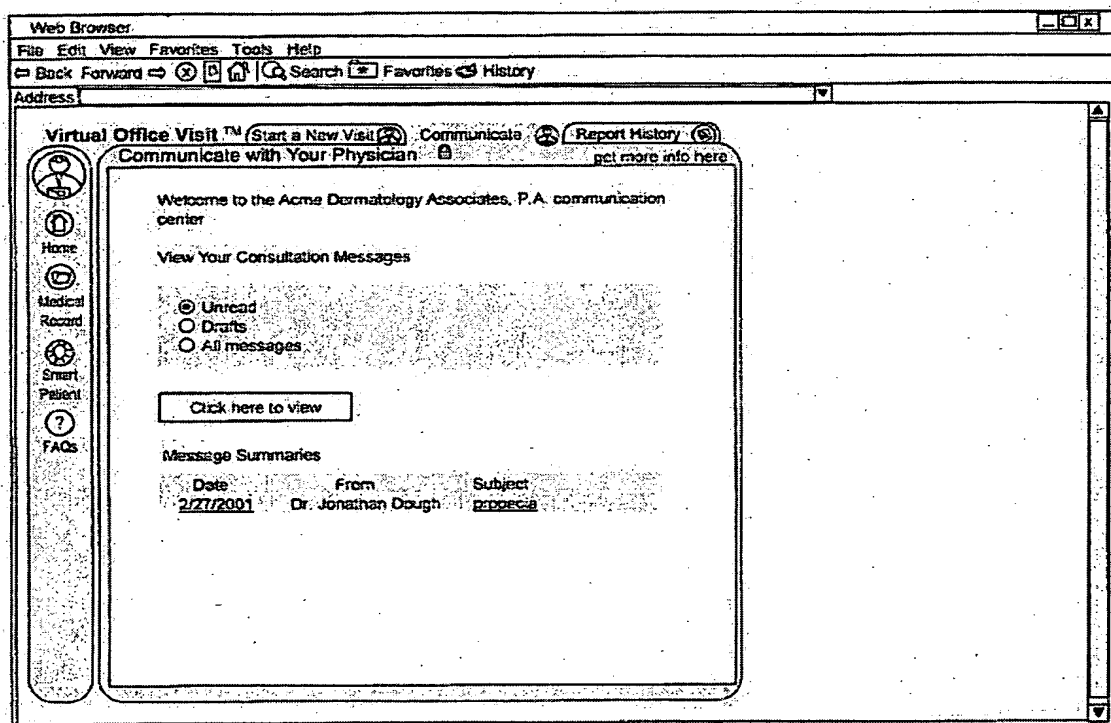 Web Browser
File Edit View Favorites Tools Help
Back Forward Search Favorites History
Address
Virtual Office Visit ™ Start a New Visit Communicate Report History
Communicate with Your Physician get more info here
Welcome to the Acme Dermatology Associates, P.A. communication
center
Home
View Your Consultation Messages
Medical
Record
Unread
Drafts
All messages
Smart
Patient
Click here to view
FAQs
Message Summaries
Date From Subject
2/27/2001 Dr. Jonathan Dough propecia